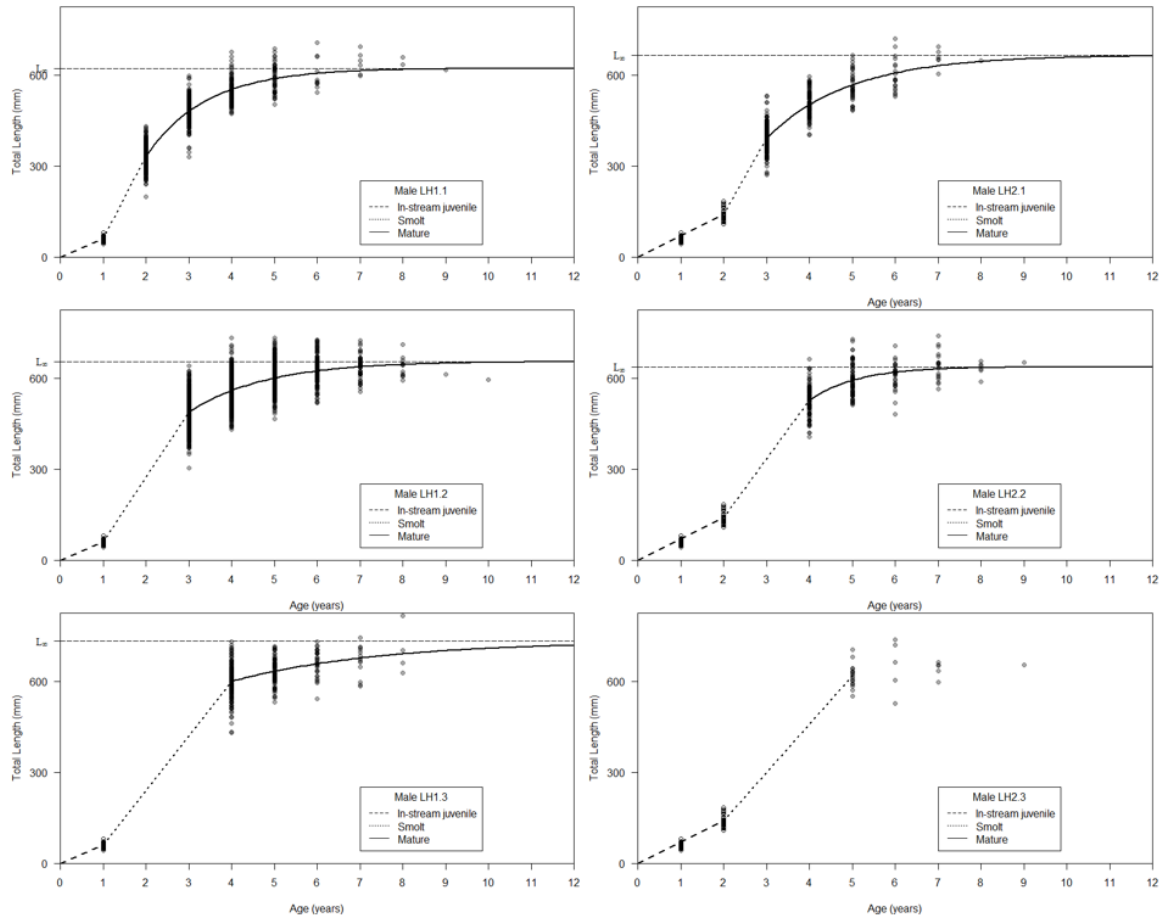 L∞
600
300
0
Total Length (mm)
Male LH1.1
In-stream juvenile
Smolt
Mature
0 1 2 3 4 5 6 7 8 9 10 11 12
L∞
600
300
0
Total Length (mm)
Male LH2.1
In-stream juvenile
Smolt
Mature
0 1 2 3 4 5 6 7 8 9 10 11 12
Age (years)
L∞
600
300
0
Total Length (mm)
Male LH1.2
In-stream juvenile
Smolt
Mature
0 1 2 3 4 5 6 7 8 9 10 11 12
Age (years)
L∞
600
300
0
Total Length (mm)
Male LH2.2
In-stream juvenile
Smolt
Mature
0 1 2 3 4 5 6 7 8 9 10 11 12
Age (years)
L∞
600
300
0
Total Length (mm)
Male LH1.3
In-stream juvenile
Smolt
Mature
0 1 2 3 4 5 6 7 8 9 10 11 12
Age (years)
600
300
0
Total Length (mm)
Male LH2.3
In-stream juvenile
Smolt
Mature
0 1 2 3 4 5 6 7 8 9 10 11 12
Age (years)